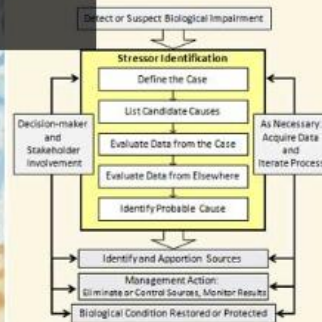 Detect or Suspect Biological Impairment
Stressor Identification
Define the Case
List Candidate Causes
Evaluate Data from the Case
Evaluate Data from Elsewhere
Identify Probable Cause
Decision-maker
and
Stakeholder
Involvement
As Necessary:
Acquire Data
and
Iterate Process
Identify and Apportion Sources
Management Action:
Eliminate or Control Sources, Monitor Results
Biological Condition Restored or Protected